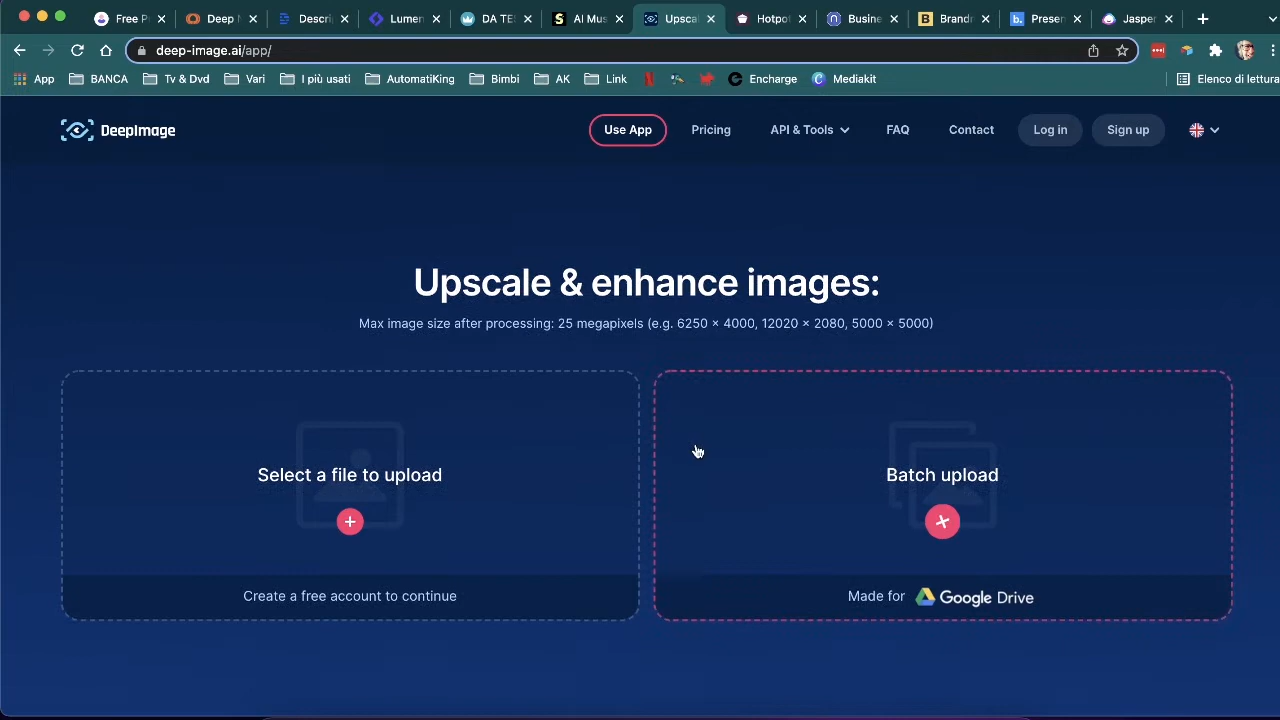 Free P
Deep N
Descri
Lumen
DA TE
AI Mus
Upscal
Hotpot
Busine
Brandn
Presen
Jasper
deep-image.ai/app/
App
BANCA
Tv & Dvd
Vari
I più usati
AutomatiKing
Bimbi
AK
Link
Encharge
Mediakit
Elenco di lettura
DeepImage
Use App
Pricing
API & Tools
FAQ
Contact
Log in
Sign up
Upscale & enhance images:
Max image size after processing: 25 megapixels (e.g. 6250 × 4000, 12020 × 2080, 5000 × 5000)
Select a file to upload
Create a free account to continue
Batch upload
Made for Google Drive